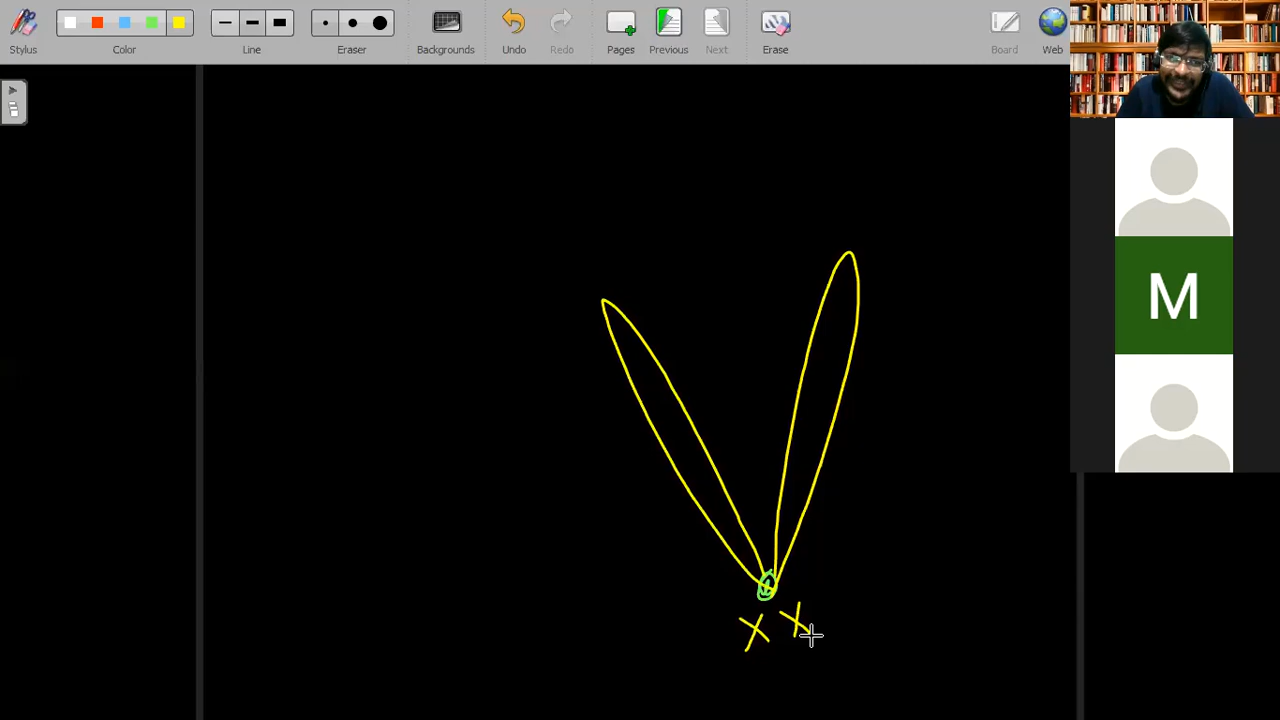 Stylus Color Line Eraser Backgrounds Undo Redo Pages Previous Next Erase Board Web
M
X X